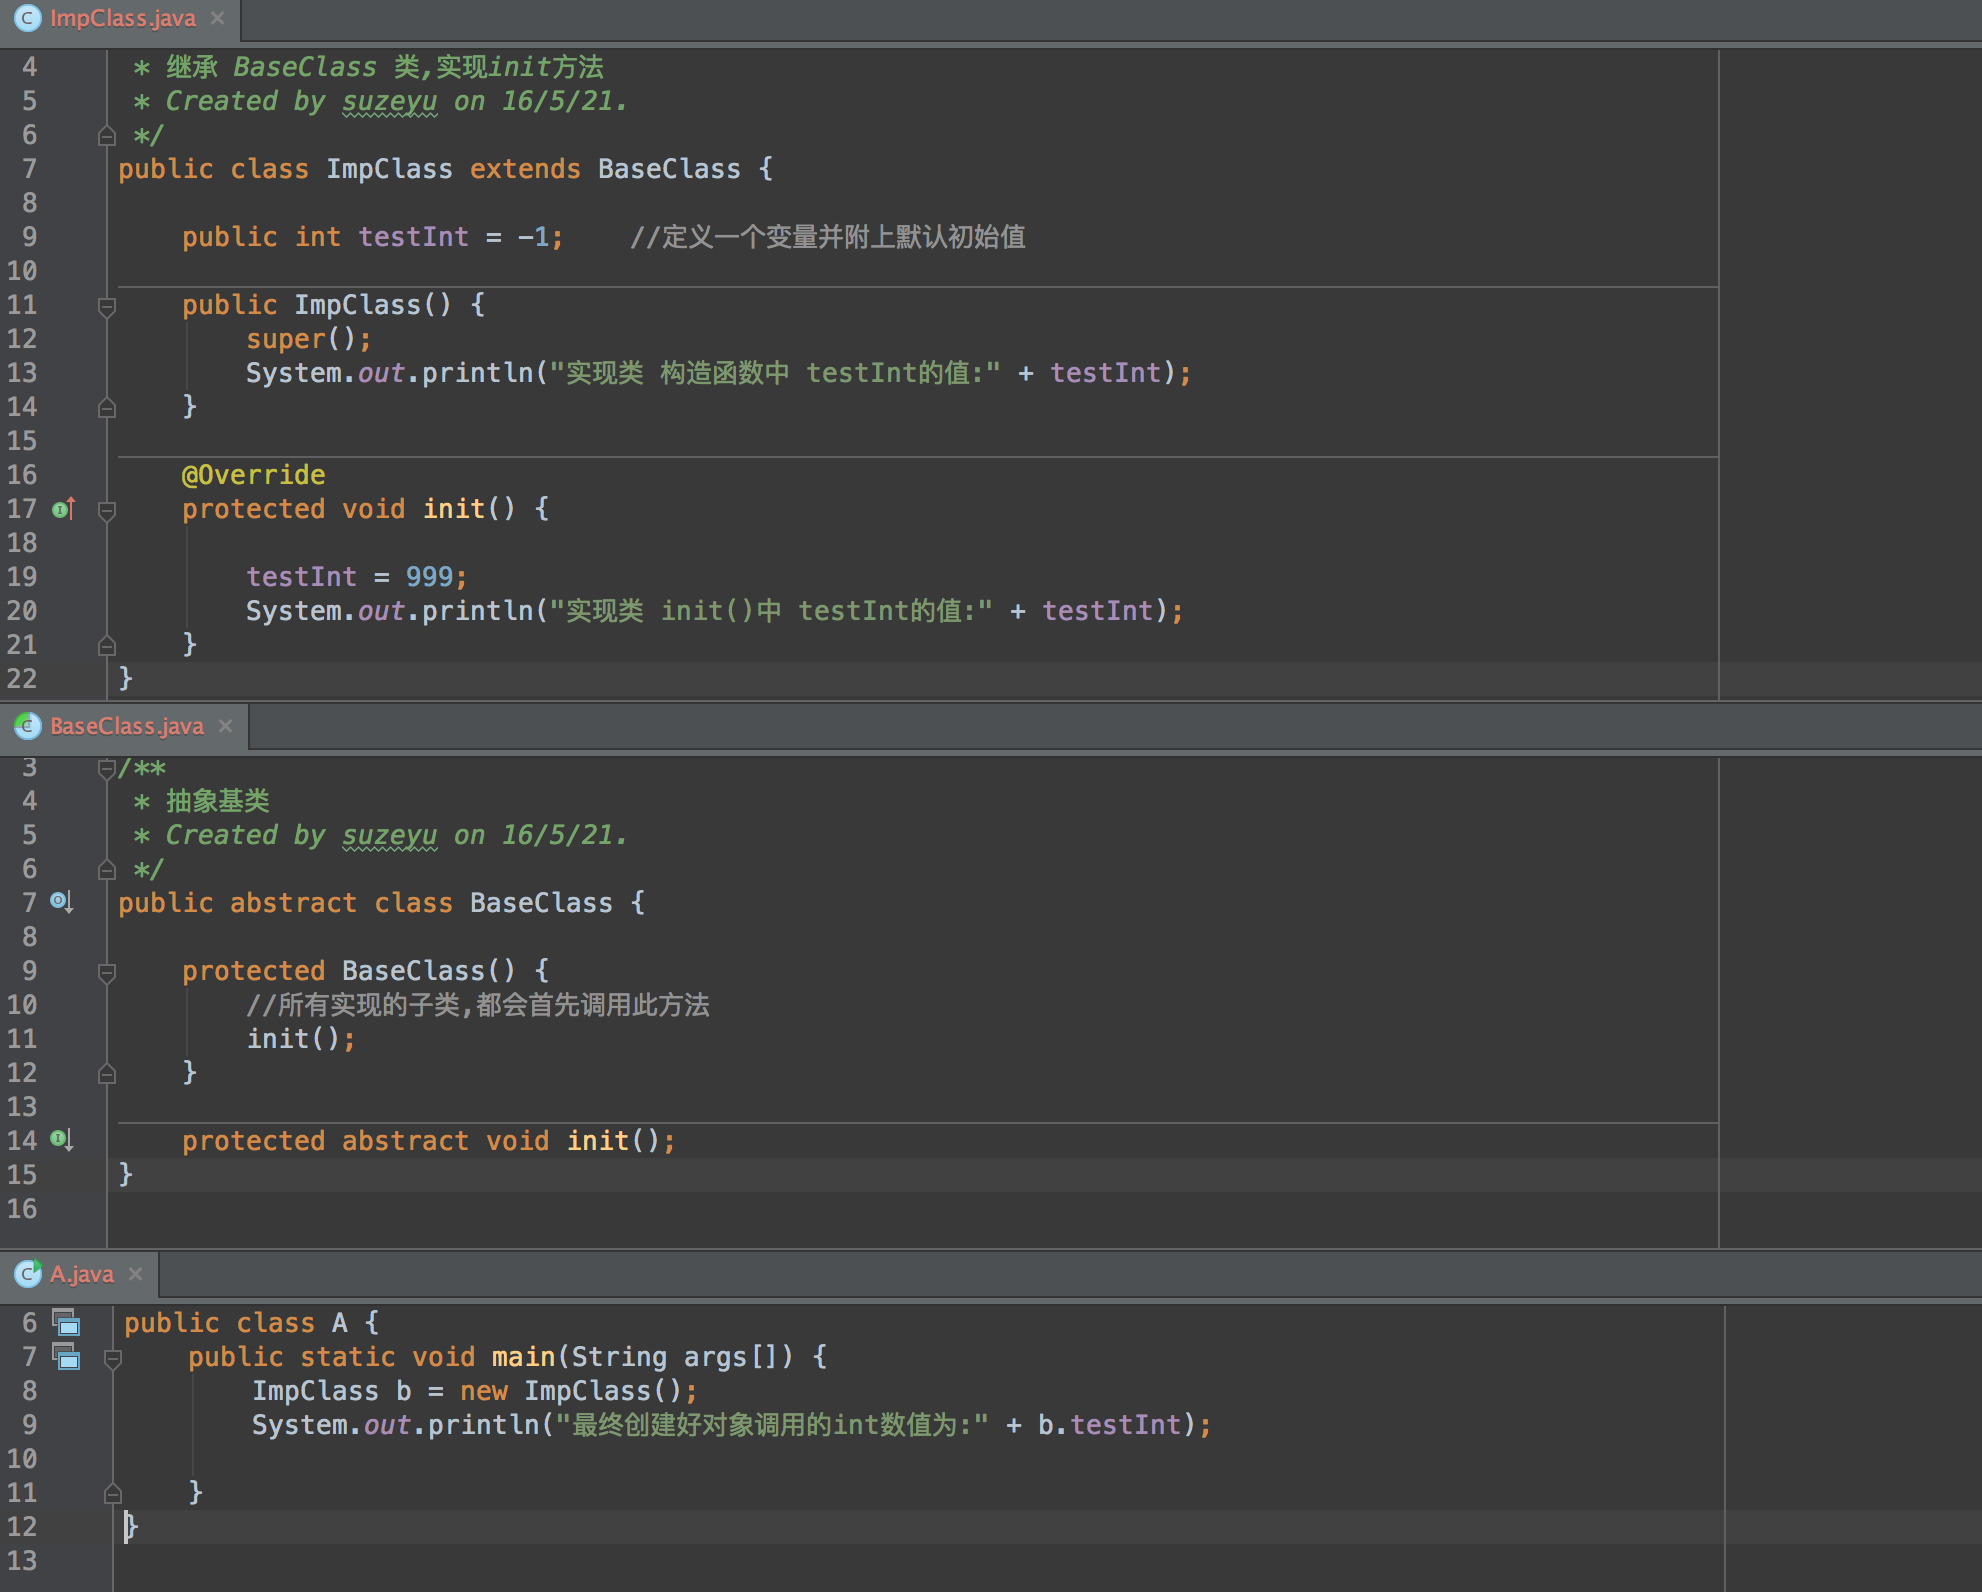 ImpClass.java
4  * 继承 BaseClass 类,实现init方法
5  * Created by suzeyu on 16/5/21.
6  */
7 public class ImpClass extends BaseClass {
8
9     public int testInt = -1;    //定义一个变量并附上默认初始值
10
11     public ImpClass() {
12         super();
13         System.out.println("实现类 构造函数中 testInt的值:" + testInt);
14     }
15
16     @Override
17     protected void init() {
18
19         testInt = 999;
20         System.out.println("实现类 init()中 testInt的值:" + testInt);
21     }
22 }
BaseClass.java
3 /**
4  * 抽象基类
5  * Created by suzeyu on 16/5/21.
6  */
7 public abstract class BaseClass {
8
9     protected BaseClass() {
10         //所有实现的子类,都会首先调用此方法
11         init();
12     }
13
14     protected abstract void init();
15 }
16
A.java
6 public class A {
7     public static void main(String args[]) {
8         ImpClass b = new ImpClass();
9         System.out.println("最终创建好对象调用的int数值为:" + b.testInt);
10
11     }
12 }
13